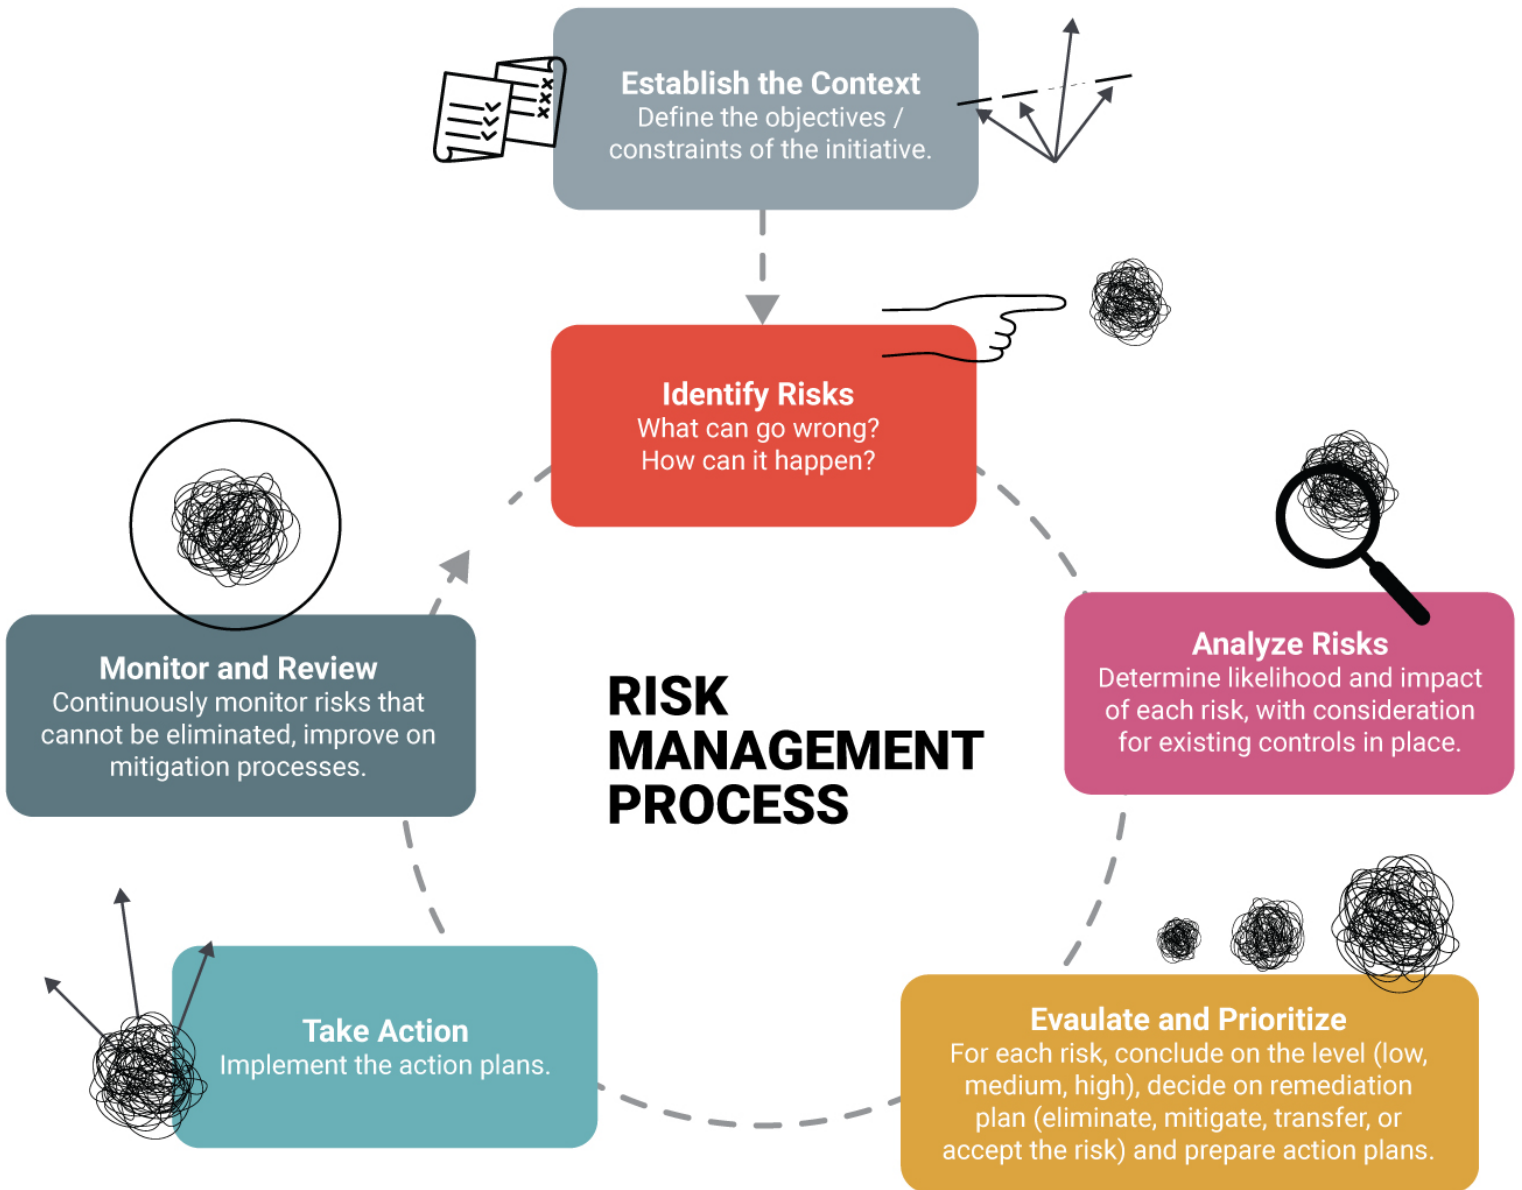 Establish the Context
Define the objectives /
constraints of the initiative.
Identify Risks
What can go wrong?
How can it happen?
Analyze Risks
Determine likelihood and impact
of each risk, with consideration
for existing controls in place.
Monitor and Review
Continuously monitor risks that
cannot be eliminated, improve on
mitigation processes.
RISK
MANAGEMENT
PROCESS
Evaulate and Prioritize
For each risk, conclude on the level (low,
medium, high), decide on remediation
plan (eliminate, mitigate, transfer, or
accept the risk) and prepare action plans.
Take Action
Implement the action plans.